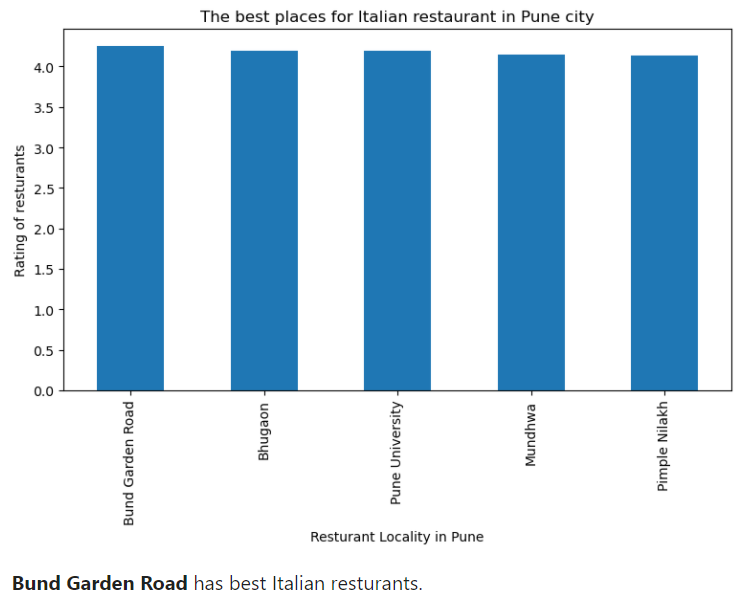 The best places for Italian restaurant in Pune city
Rating of resturants
4.0
3.5
3.0
2.5
2.0
1.5
1.0
0.5
0.0
Bund Garden Road
Bhugaon
Pune University
Mundhwa
Pimple Nilakh
Resturant Locality in Pune
Bund Garden Road has best Italian resturants.